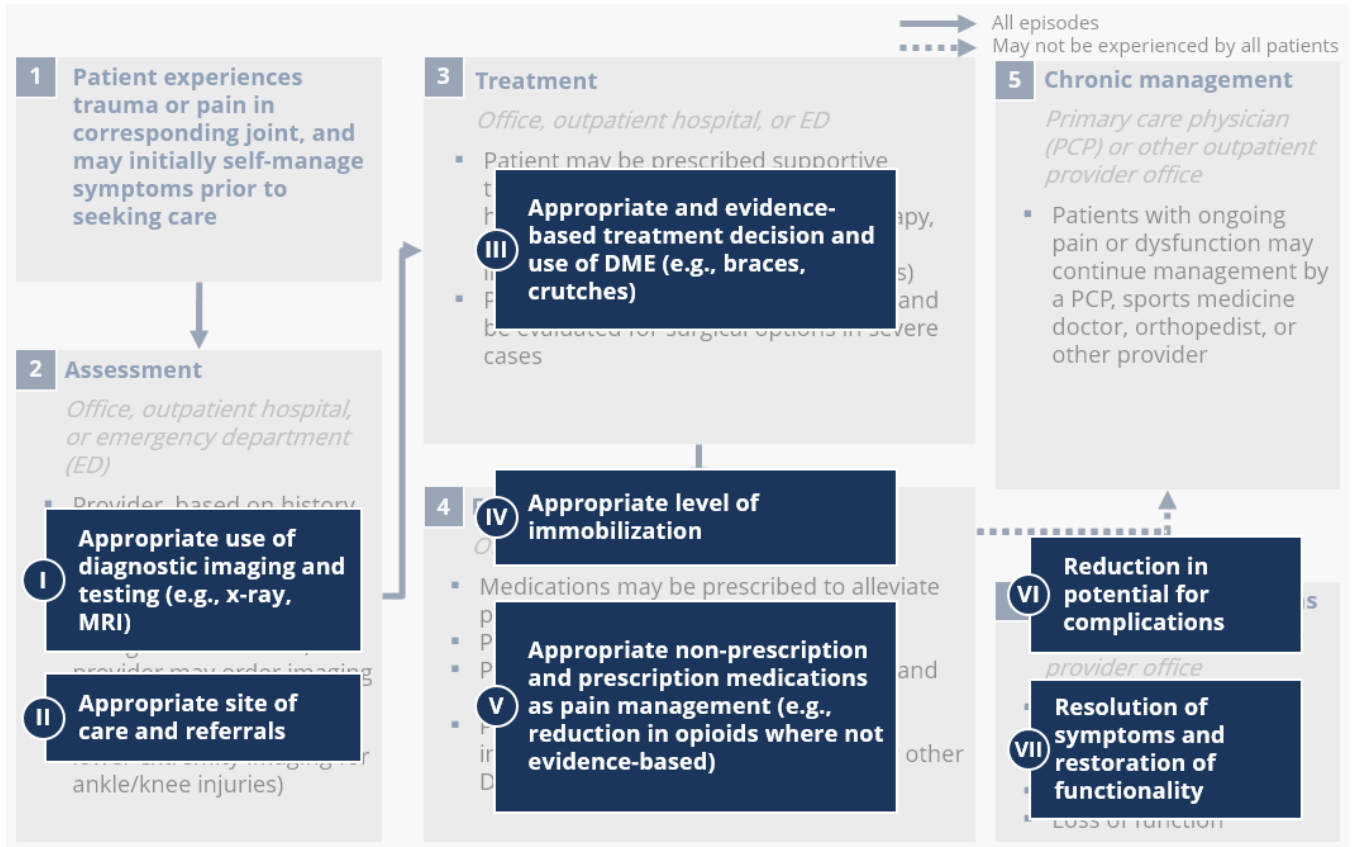 All episodes
May not be experienced by all patients
1
Patient experiences
trauma or pain in
corresponding joint, and
may initially self-manage
symptoms prior to
seeking care
2
Assessment
Office, outpatient hospital,
or emergency department
(ED)
Provider, based on history
I
Appropriate use of
diagnostic imaging and
testing (e.g., x-ray,
MRI)
provider may order imaging
II
Appropriate site of
care and referrals
lower extremity imaging for
ankle/knee injuries)
3
Treatment
Office, outpatient hospital, or ED
Patient may be prescribed supportive
III
Appropriate and evidence-
based treatment decision and
use of DME (e.g., braces,
crutches)
and
be evaluated for surgical options in severe
cases
4
IV
Appropriate level of
immobilization
Medications may be prescribed to alleviate
and
V
Appropriate non-prescription
and prescription medications
as pain management (e.g.,
reduction in opioids where not
evidence-based)
other
5
Chronic management
Primary care physician
(PCP) or other outpatient
provider office
Patients with ongoing
pain or dysfunction may
continue management by
a PCP, sports medicine
doctor, orthopedist, or
other provider
VI
Reduction in
potential for
complications
provider office
VII
Resolution of
symptoms and
restoration of
functionality
Loss of function